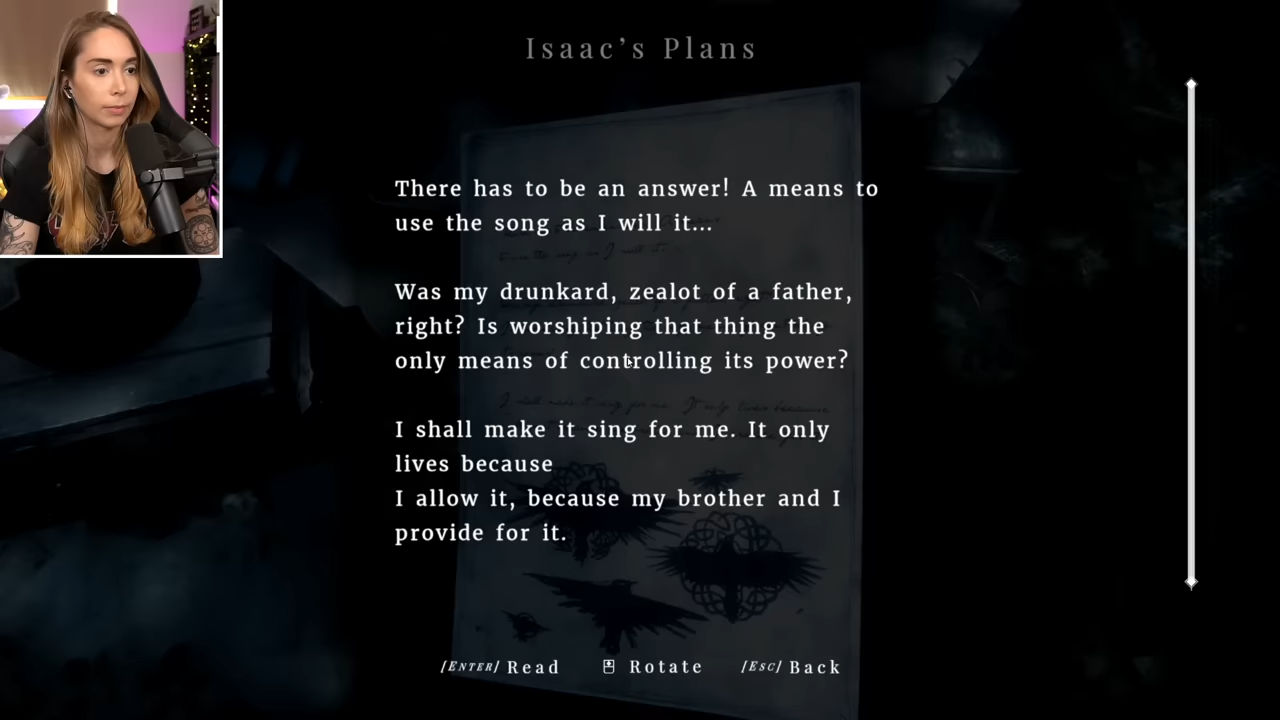 Isaac’s Plans
There has to be an answer! A means to
use the song as I will it...
Was my drunkard, zealot of a father,
right? Is worshiping that thing the
only means of controlling its power?
I shall make it sing for me. It only
lives because
I allow it, because my brother and I
provide for it.
/ENTER/ Read Rotate /ESC/ Back